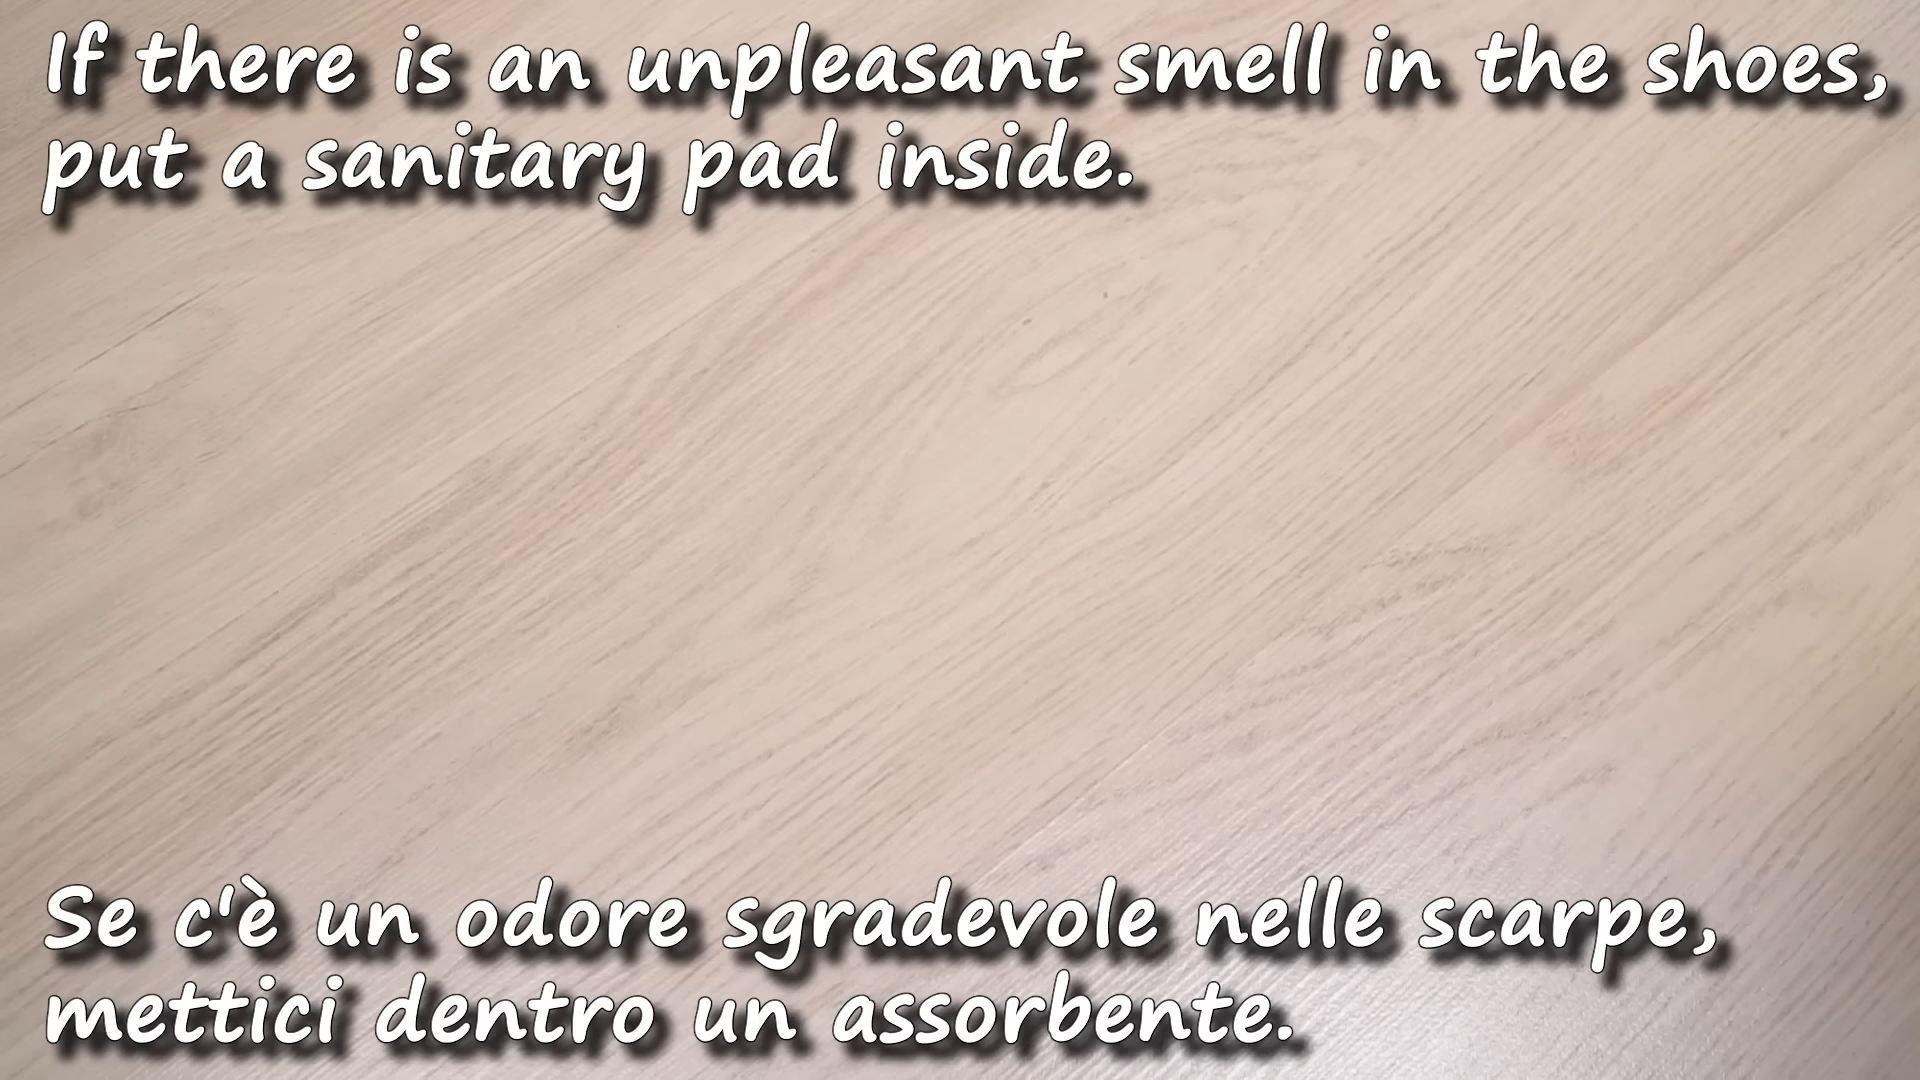 If there is an unpleasant smell in the shoes,
put a sanitary pad inside.
Se c'è un odore sgradevole nelle scarpe,
mettici dentro un assorbente.